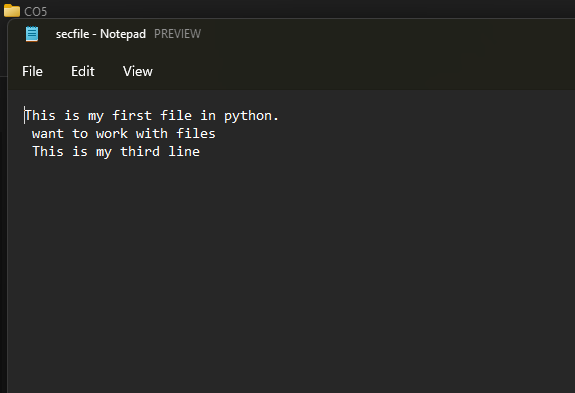 CO5
secfile - Notepad PREVIEW
File Edit View
This is my first file in python.
want to work with files
This is my third line